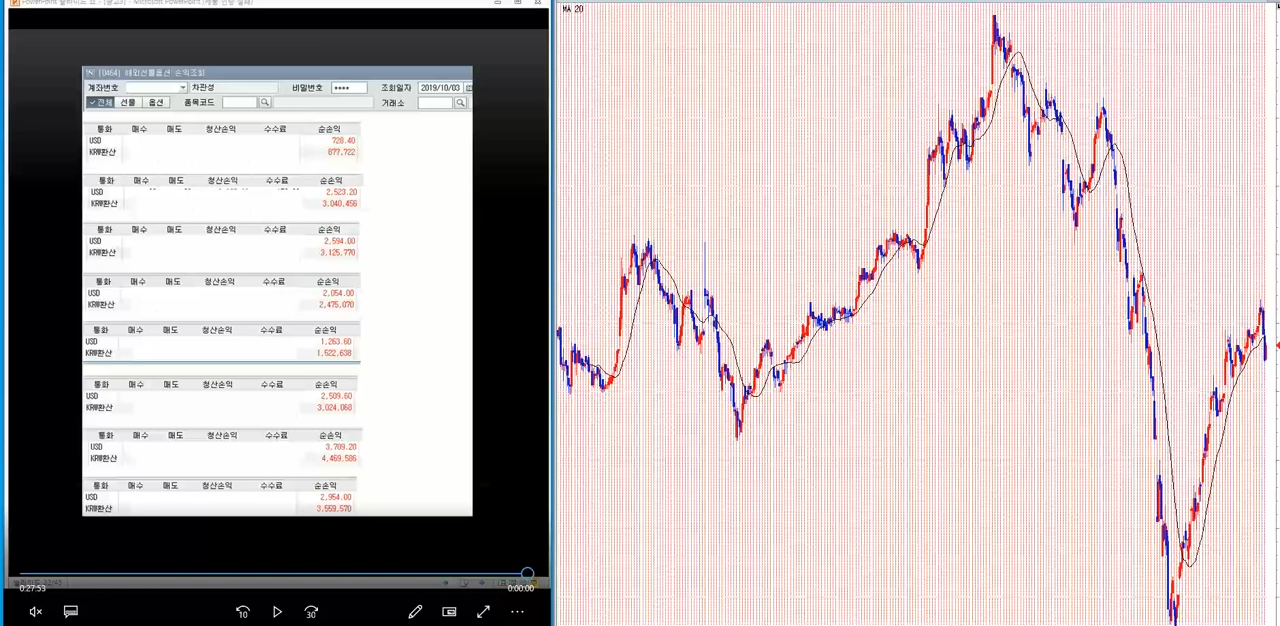 MA 20
[0464] 해외선물옵션 손익조회
계좌번호 차관성 비밀번호 **** 조회일자 2019/10/03
전체 선물 옵션 품목코드 거래소
통화 매수 매도 청산손익 수수료 순손익
USD 728.40
KRW환산 877,722
통화 매수 매도 청산손익 수수료 순손익
USD 2,523.20
KRW환산 3,040,456
통화 매수 매도 청산손익 수수료 순손익
USD 2,594.00
KRW환산 3,125,770
통화 매수 매도 청산손익 수수료 순손익
USD 2,054.00
KRW환산 2,475,070
통화 매수 매도 청산손익 수수료 순손익
USD 1,263.60
KRW환산 1,522,638
통화 매수 매도 청산손익 수수료 순손익
USD 2,509.60
KRW환산 3,024,068
통화 매수 매도 청산손익 수수료 순손익
USD 3,709.20
KRW환산 4,469,586
통화 매수 매도 청산손익 수수료 순손익
USD 2,954.00
KRW환산 3,559,570
0:27:53 0:00:00
10 30